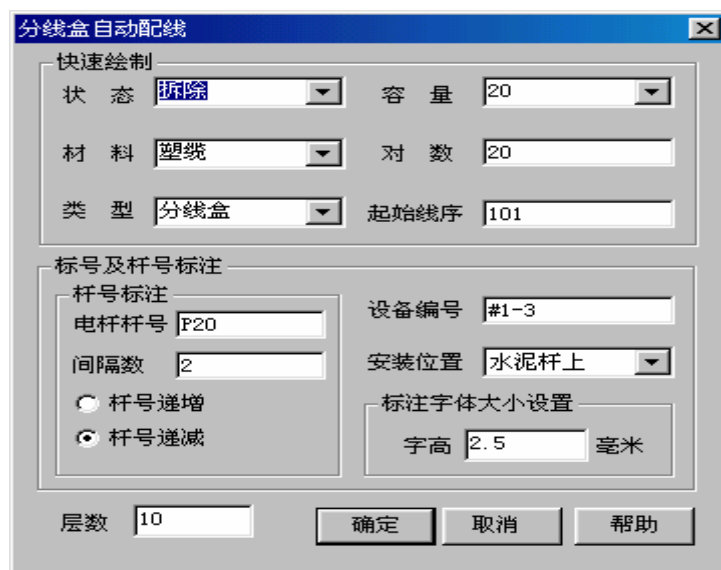 分线盒自动配线
快速绘制
状 态 拆除 容 量 20
材 料 塑缆 对 数 20
类 型 分线盒 起始线序 101
标号及杆号标注
杆号标注
电杆杆号 P20 设备编号 #1-3
间隔数 2 安装位置 水泥杆上
杆号递增
杆号递减
标注字体大小设置
字高 2.5 毫米
层数 10 确定 取消 帮助